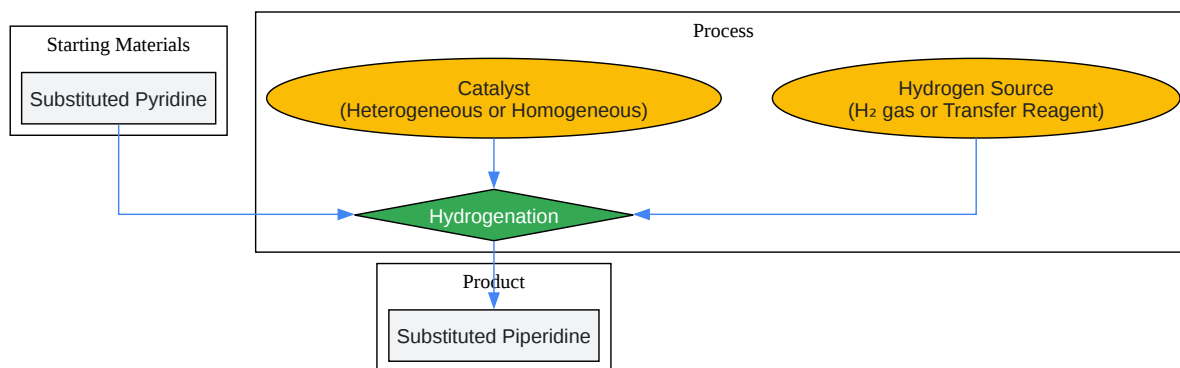 Starting Materials
Substituted Pyridine
Process
Catalyst
(Heterogeneous or Homogeneous)
Hydrogen Source
(H₂ gas or Transfer Reagent)
Hydrogenation
Product
Substituted Piperidine